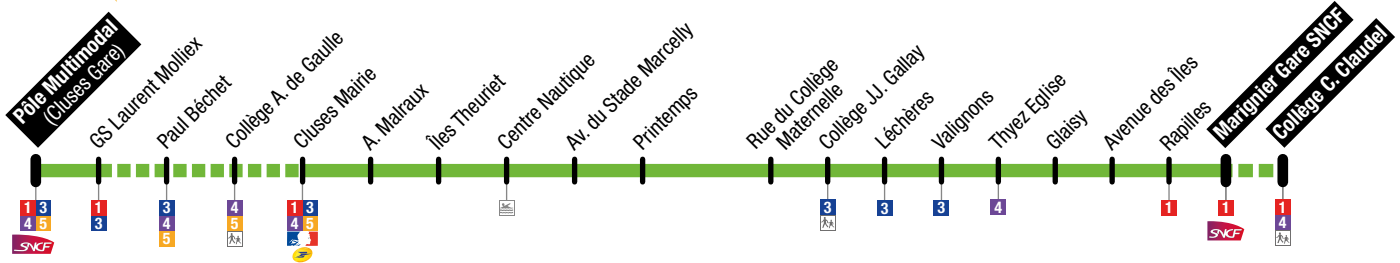 Pôle Multimodal
(Cluses Gare)
GS Laurent Molliex
Paul Béchet
Collège A. de Gaulle
Cluses Mairie
A. Malraux
Îles Theuriet
Centre Nautique
Av. du Stade Marcelly
Printemps
Rue du Collège
Maternelle
Collège JJ. Gallay
Léchères
Valignons
Thyez Eglise
Glaisy
Avenue des Îles
Rapilles
Marignier Gare SNCF
Collège C. Claudel
1 3
4 5
SNCF
1
3
3
4
5
4
5
1 3
4 5
3
3
3
4
1
1
SNCF
1
4